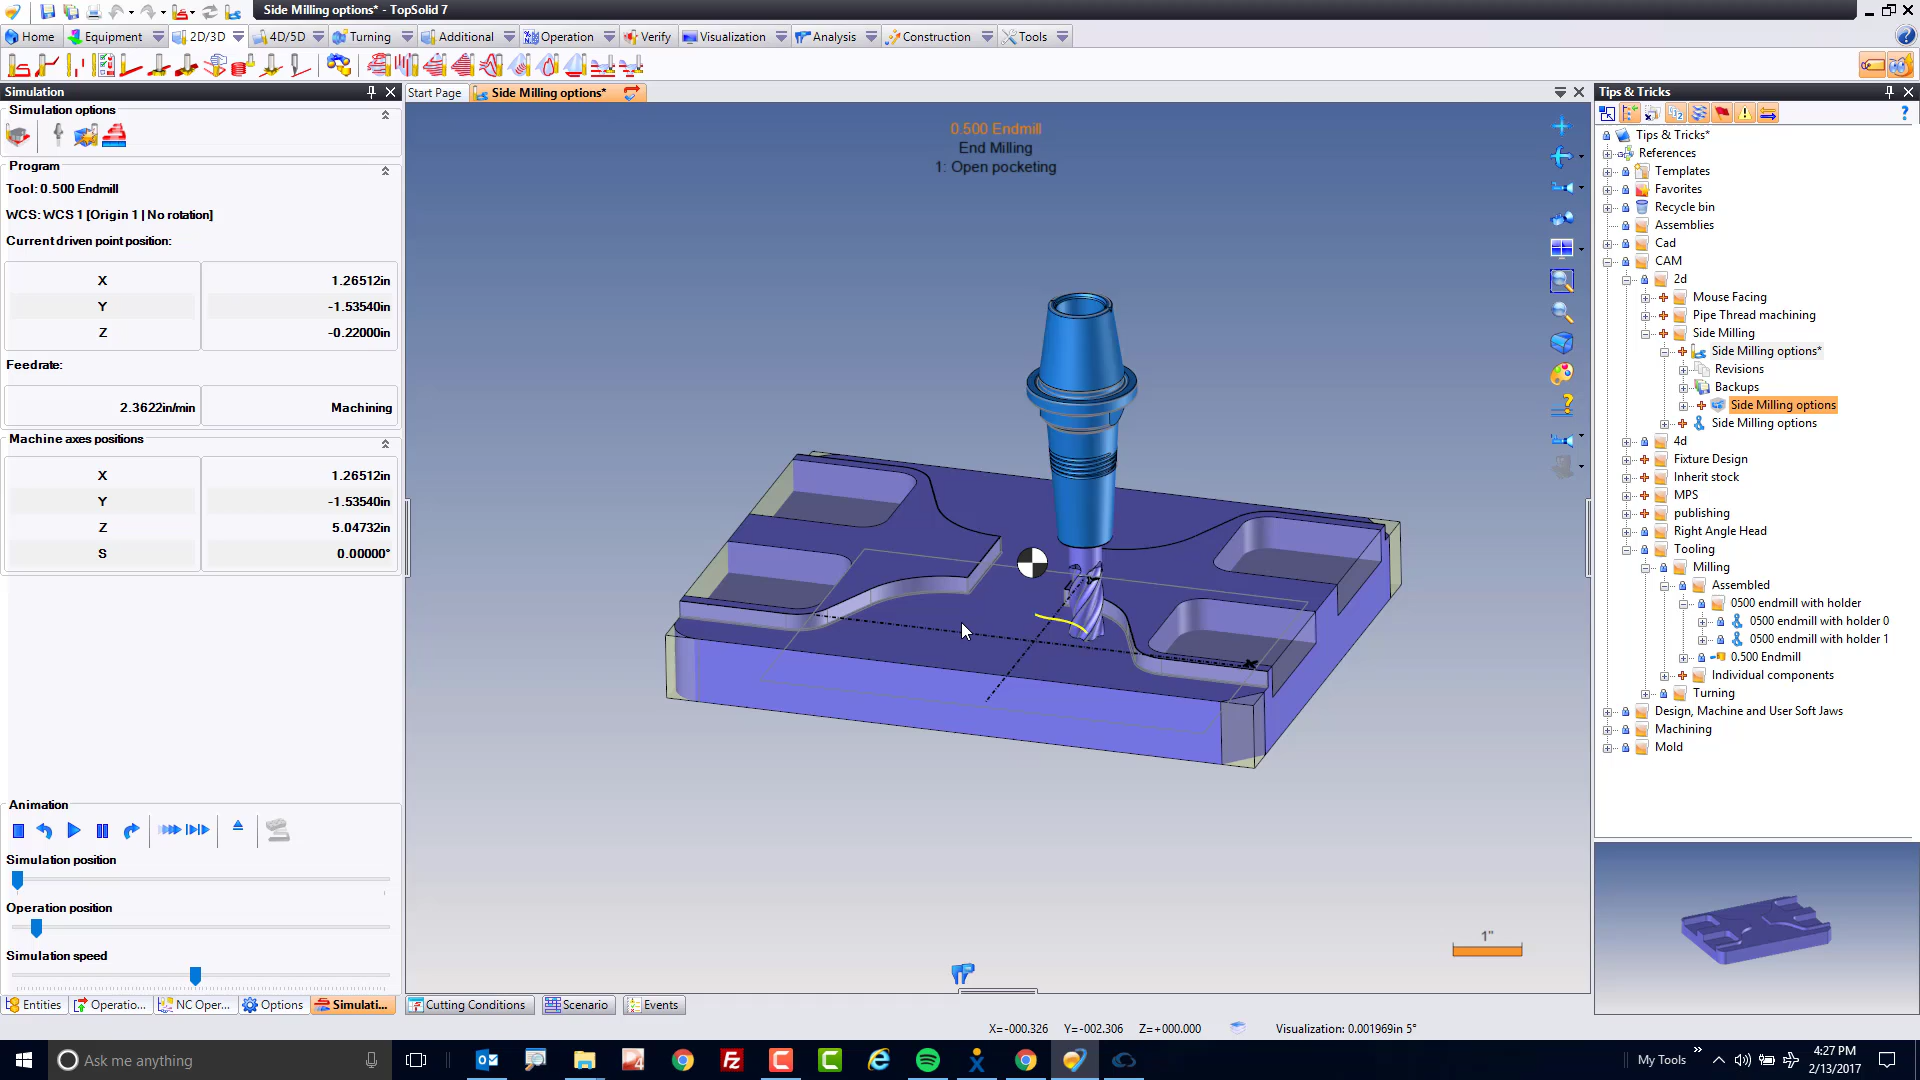 Side Milling options* - TopSolid 7
Home
Equipment
2D/3D
4D/5D
Turning
Additional
Operation
Verify
Visualization
Analysis
Construction
Tools
Simulation
Simulation options
Program
Tool: 0.500 Endmill
WCS: WCS 1 [Origin 1 | No rotation]
Current driven point position:
X 1.26512in
Y -1.53540in
Z -0.22000in
Feedrate:
2.3622in/min Machining
Machine axes positions
X 1.26512in
Y -1.53540in
Z 5.04732in
S 0.00000°
Animation
Simulation position
Operation position
Simulation speed
Entities
Operatio...
NC Oper...
Options
Simulati...
Start Page
Side Milling options*
0.500 Endmill
End Milling
1: Open pocketing
1"
Cutting Conditions
Scenario
Events
X=-000.326 Y=-002.306 Z=+000.000 Visualization: 0.001969in 5°
Tips & Tricks
Tips & Tricks*
References
Templates
Favorites
Recycle bin
Assemblies
Cad
CAM
2d
Mouse Facing
Pipe Thread machining
Side Milling
Side Milling options*
Revisions
Backups
Side Milling options
Side Milling options
4d
Fixture Design
Inherit stock
MPS
publishing
Right Angle Head
Tooling
Milling
Assembled
0500 endmill with holder
0500 endmill with holder 0
0500 endmill with holder 1
0.500 Endmill
Individual components
Turning
Design, Machine and User Soft Jaws
Machining
Mold
Ask me anything
My Tools
4:27 PM
2/13/2017